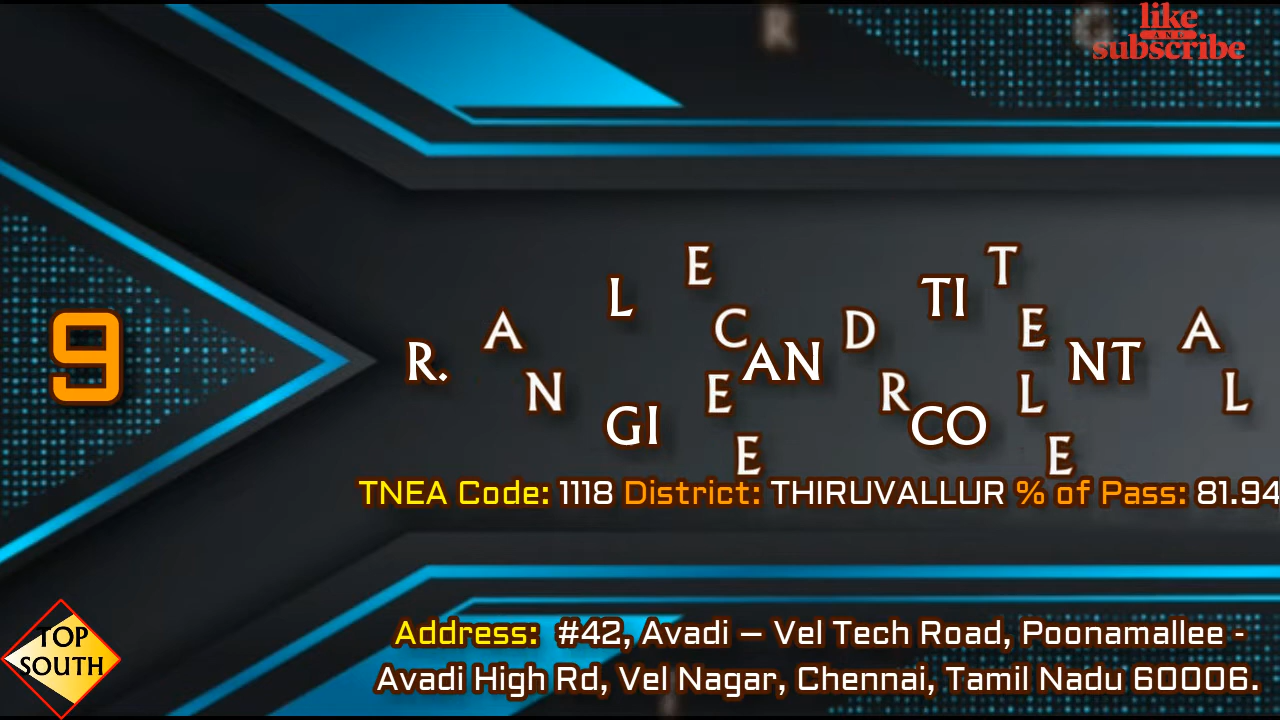 R G
like
AND
subscribe
9
E T
L TI
A C D E A
R. AN NT
N E R L L
GI CO
E E
TNEA Code: 1118 District: THIRUVALLUR % of Pass: 81.94
Address: #42, Avadi – Vel Tech Road, Poonamallee -
Avadi High Rd, Vel Nagar, Chennai, Tamil Nadu 60006.
TOP
SOUTH